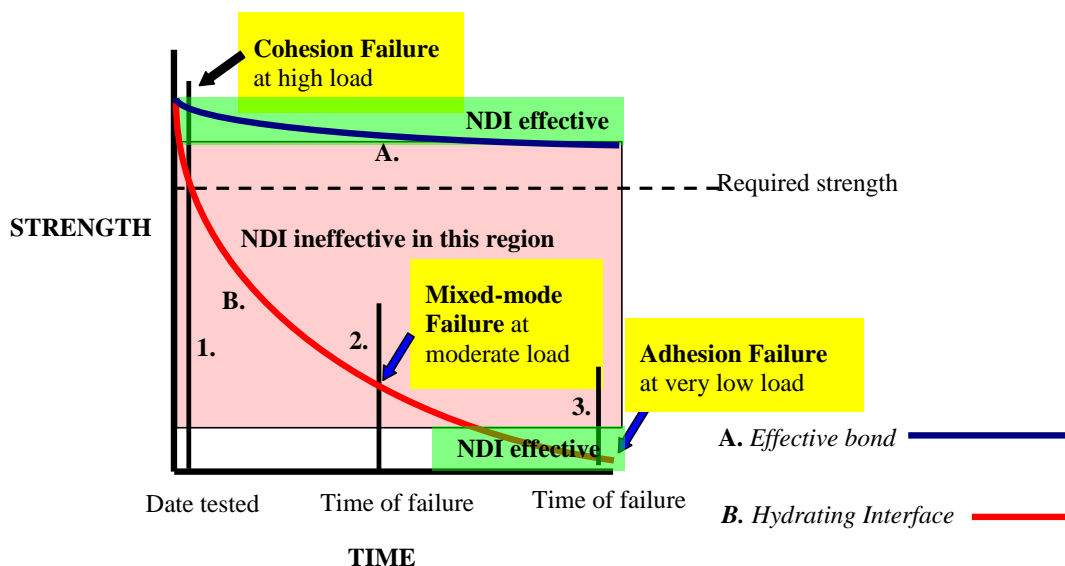 Cohesion Failure
at high load
NDI effective
A.
Required strength
STRENGTH
NDI ineffective in this region
B.
Mixed-mode
Failure at
moderate load
1.
2.
Adhesion Failure
at very low load
3.
NDI effective
A. Effective bond
Date tested
Time of failure
Time of failure
B. Hydrating Interface
TIME